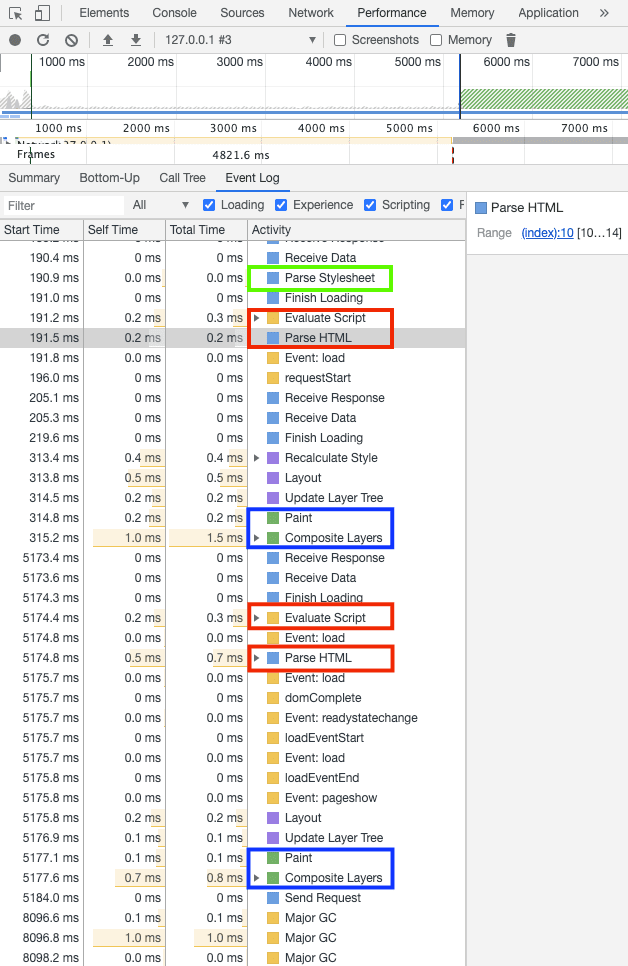 Elements Console Sources Network Performance Memory Application »
127.0.0.1 #3 ▼ Screenshots Memory
1000 ms 2000 ms 3000 ms 4000 ms 5000 ms 6000 ms 7000 ms
1000 ms 2000 ms 3000 ms 4000 ms 5000 ms 6000 ms 7000 ms
Frames 4821.6 ms
Summary Bottom-Up Call Tree Event Log
Filter All ▼ Loading Experience Scripting
Parse HTML
Range (index):10 [10…14]
Start Time Self Time Total Time Activity
Receive Response
190.4 ms 0 ms 0 ms Receive Data
190.9 ms 0.0 ms 0.0 ms Parse Stylesheet
191.0 ms 0 ms 0 ms Finish Loading
191.2 ms 0.2 ms 0.3 ms Evaluate Script
191.5 ms 0.2 ms 0.2 ms Parse HTML
191.8 ms 0.0 ms 0.0 ms Event: load
196.0 ms 0 ms 0 ms requestStart
205.1 ms 0 ms 0 ms Receive Response
205.3 ms 0 ms 0 ms Receive Data
219.6 ms 0 ms 0 ms Finish Loading
313.4 ms 0.4 ms 0.4 ms Recalculate Style
313.8 ms 0.5 ms 0.5 ms Layout
314.5 ms 0.2 ms 0.2 ms Update Layer Tree
314.8 ms 0.2 ms 0.2 ms Paint
315.2 ms 1.0 ms 1.5 ms Composite Layers
5173.4 ms 0 ms 0 ms Receive Response
5173.6 ms 0 ms 0 ms Receive Data
5174.3 ms 0 ms 0 ms Finish Loading
5174.4 ms 0.2 ms 0.3 ms Evaluate Script
5174.8 ms 0.0 ms 0.0 ms Event: load
5174.8 ms 0.5 ms 0.7 ms Parse HTML
5175.7 ms 0.0 ms 0.0 ms Event: load
5175.7 ms 0 ms 0 ms domComplete
5175.7 ms 0.0 ms 0.0 ms Event: readystatechange
5175.7 ms 0 ms 0 ms loadEventStart
5175.7 ms 0.0 ms 0.0 ms Event: load
5175.8 ms 0 ms 0 ms loadEventEnd
5175.8 ms 0.0 ms 0.0 ms Event: pageshow
5175.8 ms 0.2 ms 0.2 ms Layout
5176.9 ms 0.1 ms 0.1 ms Update Layer Tree
5177.1 ms 0.1 ms 0.1 ms Paint
5177.6 ms 0.7 ms 0.8 ms Composite Layers
5184.0 ms 0 ms 0 ms Send Request
8096.6 ms 0.1 ms 0.1 ms Major GC
8096.8 ms 1.0 ms 1.0 ms Major GC
8098.2 ms 0.0 ms 0.0 ms Major GC